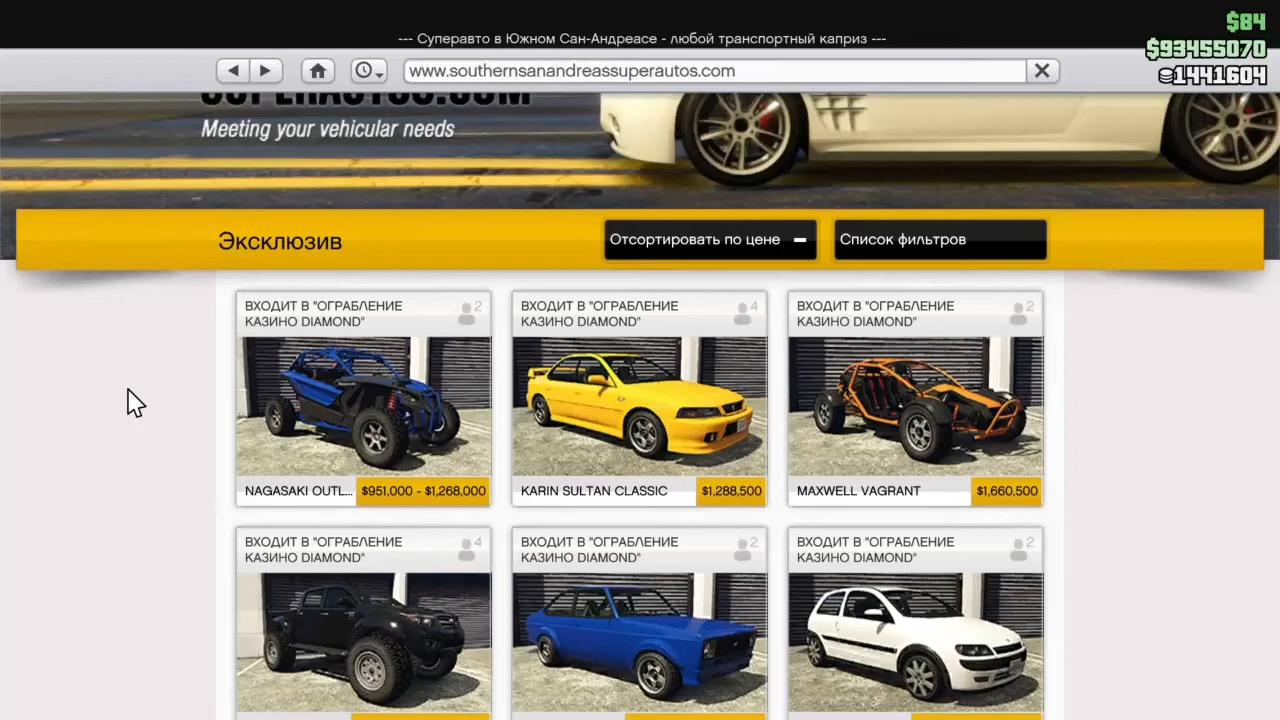 --- Суперавто в Южном Сан-Андреасе - любой транспортный каприз ---
$84
$93455070
1441604
www.southernsanandreassuperautos.com
SUPERAUTOS.COM
Meeting your vehicular needs
Эксклюзив
Отсортировать по цене
Список фильтров
ВХОДИТ В "ОГРАБЛЕНИЕ
КАЗИНО DIAMOND"
2
NAGASAKI OUTL... $951,000 - $1,268,000
ВХОДИТ В "ОГРАБЛЕНИЕ
КАЗИНО DIAMOND"
4
KARIN SULTAN CLASSIC $1,288,500
ВХОДИТ В "ОГРАБЛЕНИЕ
КАЗИНО DIAMOND"
2
MAXWELL VAGRANT $1,660,500
ВХОДИТ В "ОГРАБЛЕНИЕ
КАЗИНО DIAMOND"
4
ВХОДИТ В "ОГРАБЛЕНИЕ
КАЗИНО DIAMOND"
2
ВХОДИТ В "ОГРАБЛЕНИЕ
КАЗИНО DIAMOND"
2